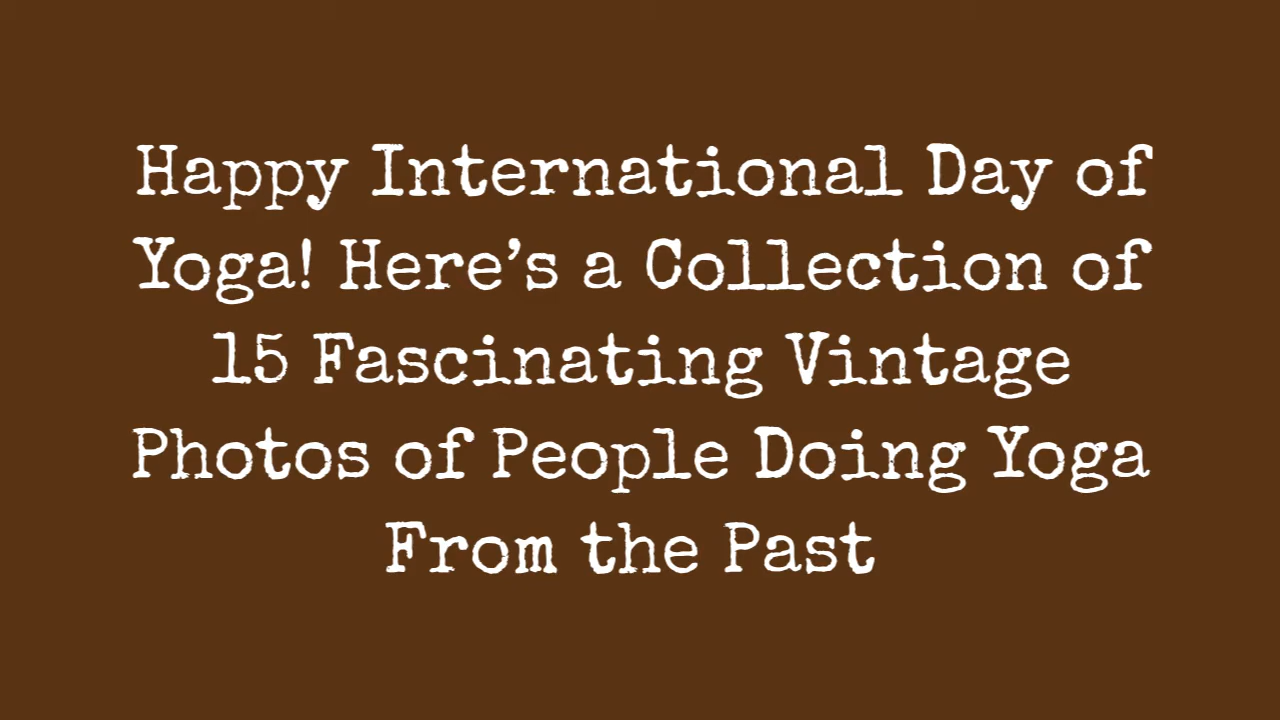 Happy International Day of
Yoga! Here’s a Collection of
15 Fascinating Vintage
Photos of People Doing Yoga
From the Past